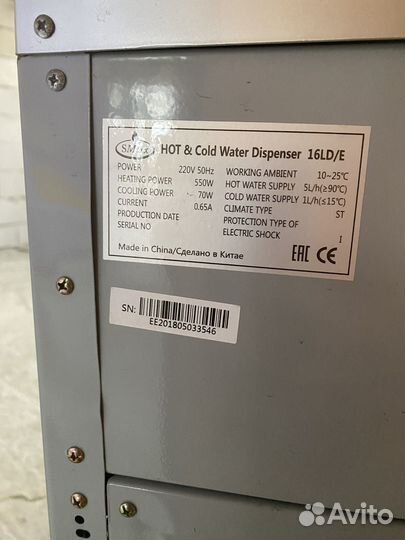 HOT & Cold Water Dispenser 16LD/E
POWER 220V 50Hz
HEATING POWER 550W
COOLING POWER 70W
CURRENT 0.65A
PRODUCTION DATE
SERIAL NO
WORKING AMBIENT 10~25℃
HOT WATER SUPPLY 5L/h(≥90℃)
COLD WATER SUPPLY 1L/h(≤15℃)
CLIMATE TYPE ST
PROTECTION TYPE OF
ELECTRIC SHOCK I
Made in China/Сделано в Китае
EAC CE
SN:
EE201805033546
Avito